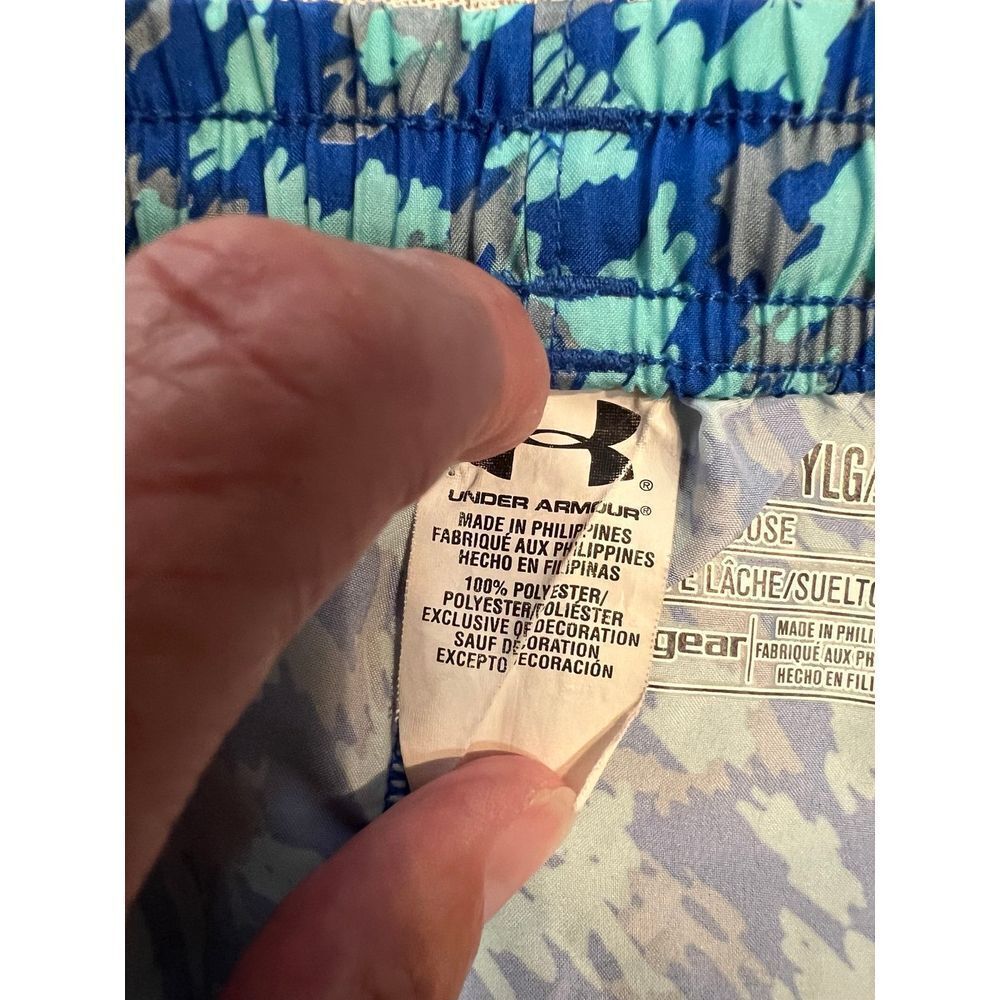 UNDER ARMOUR®
MADE IN PHILIPPINES
FABRIQUÉ AUX PHILIPPINES
HECHO EN FILIPINAS
100% POLYESTER/
POLYESTER/POLIÉSTER
EXCLUSIVE OF DECORATION
SAUF DÉCORATION
EXCEPTO DECORACIÓN
YLG/
OSE
LÂCHE/SUELTO
gear
MADE IN PHILI
FABRIQUÉ AUX PH
HECHO EN FILI